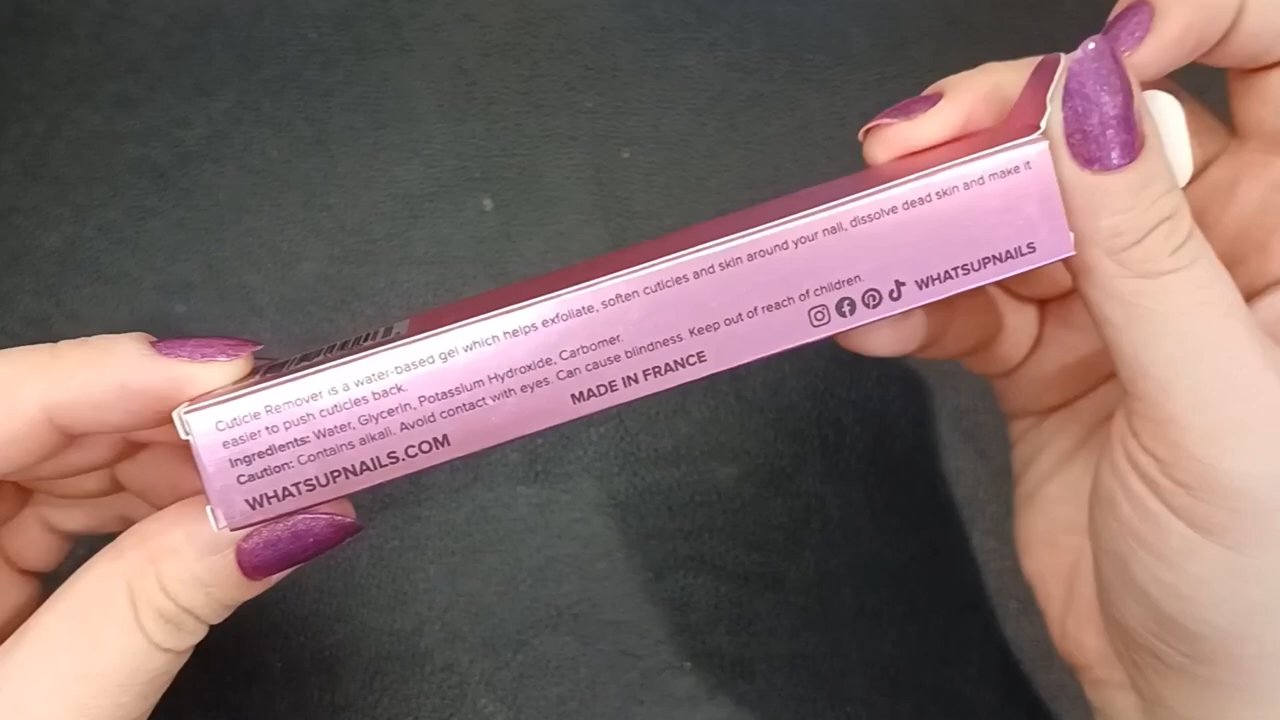 Cuticle Remover is a water-based gel which helps exfoliate, soften cuticles and skin around your nail, dissolve dead skin and make it
easier to push cuticles back.
Ingredients: Water, Glycerin, Potassium Hydroxide, Carbomer.
Caution: Contains alkali. Avoid contact with eyes. Can cause blindness. Keep out of reach of children.
WHATSUPNAILS.COM
MADE IN FRANCE
WHATSUPNAILS